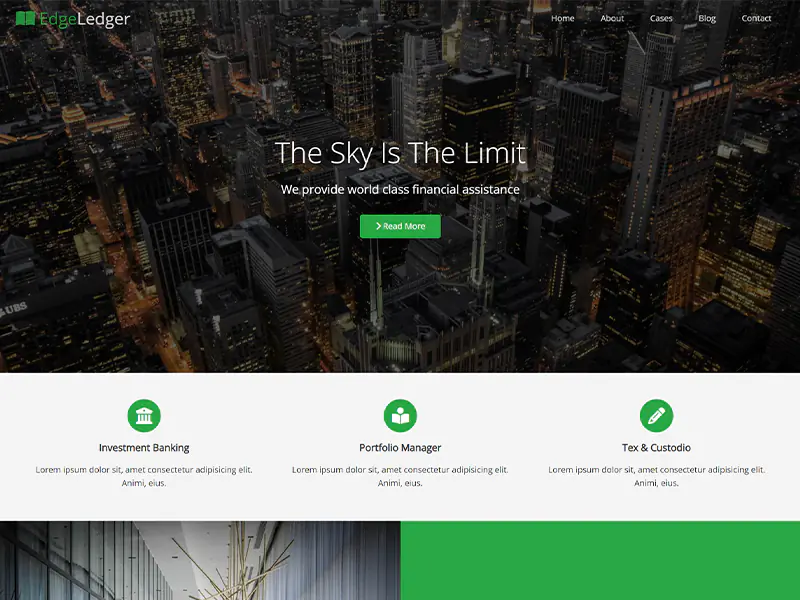 EdgeLedger
Home About Cases Blog Contact
The Sky Is The Limit
We provide world class financial assistance
Read More
UBS
Investment Banking
Lorem ipsum dolor sit, amet consectetur adipisicing elit.
Animi, eius.
Portfolio Manager
Lorem ipsum dolor sit, amet consectetur adipisicing elit.
Animi, eius.
Tex & Custodio
Lorem ipsum dolor sit, amet consectetur adipisicing elit.
Animi, eius.